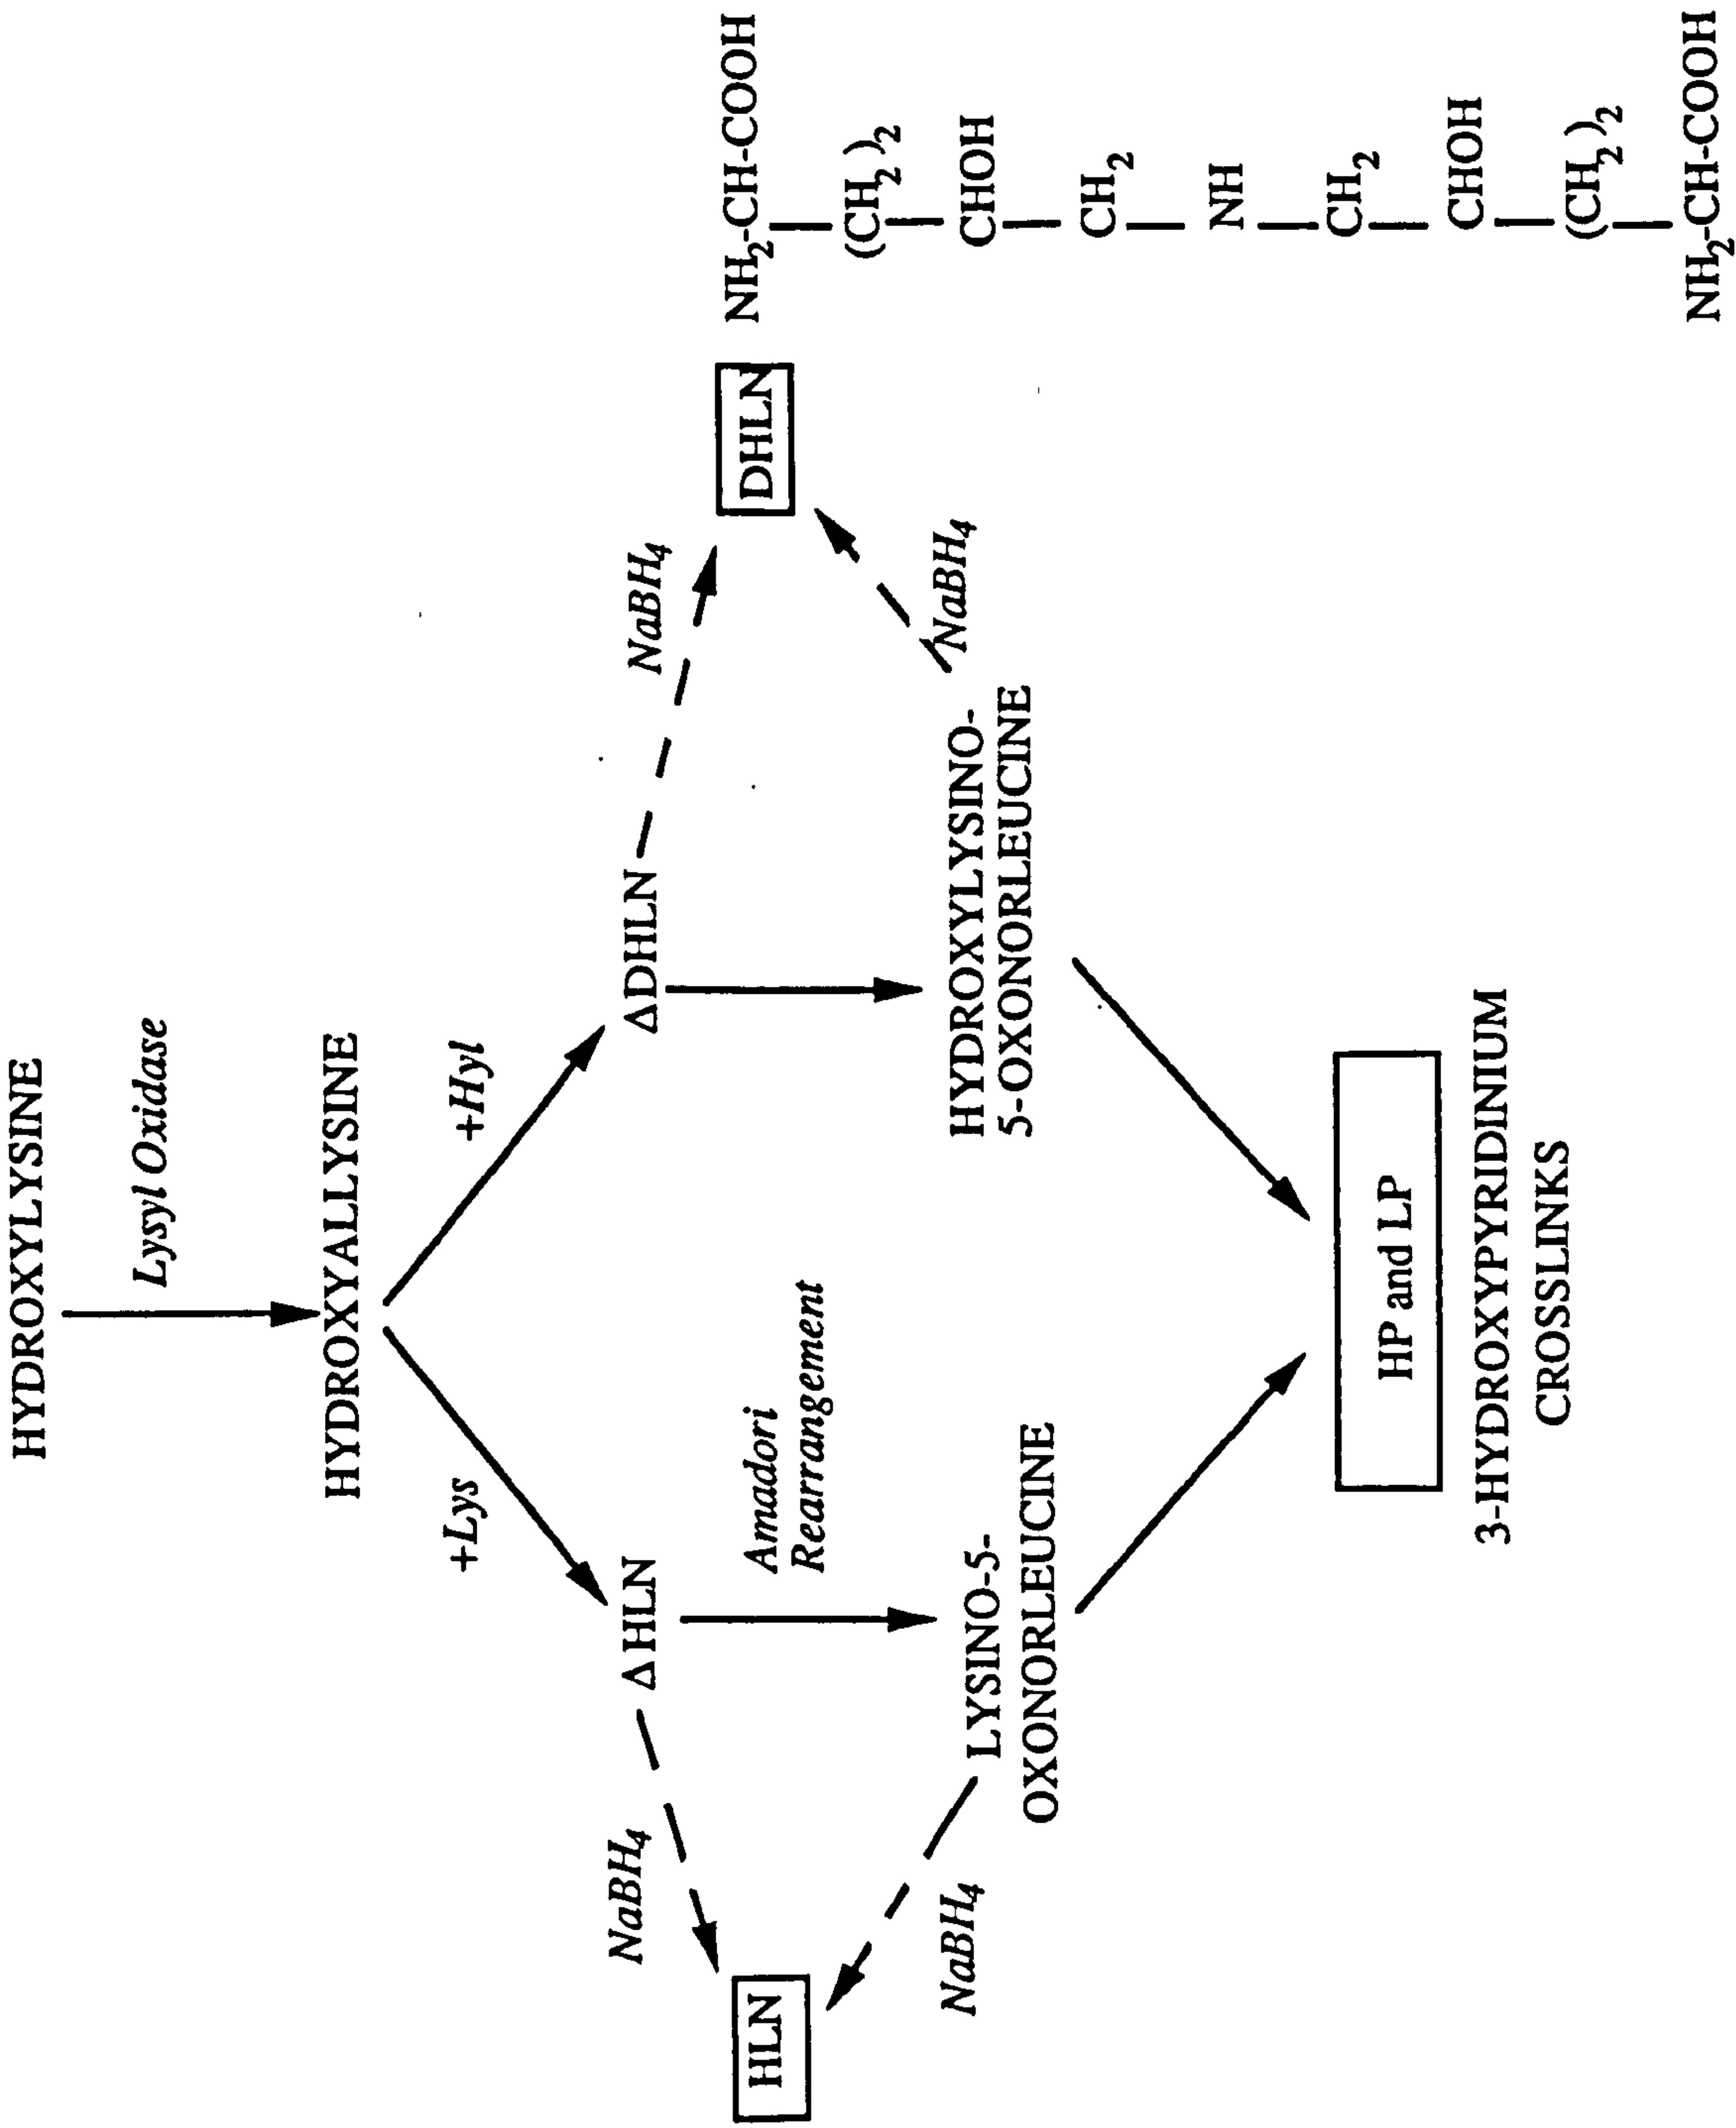 HYDROXYLYSINE
Lysyl Oxidase
HYDROXYALLYSINE
+Lys
+Hyl
NaBH4
ΔHLN
ΔDHLN
NaBH4
HLN
Amadori
Rearrangement
DHLN
NH2-CH-COOH
(CH2)2
CHOH
CH2
NH
CH2
CHOH
(CH2)2
NH2-CH-COOH
NaBH4
LYSINO-5-
OXONORLEUCINE
HYDROXYLYSINO-
5-OXONORLEUCINE
NaBH4
HP and LP
3-HYDROXYPYRIDINIUM
CROSSLINKS